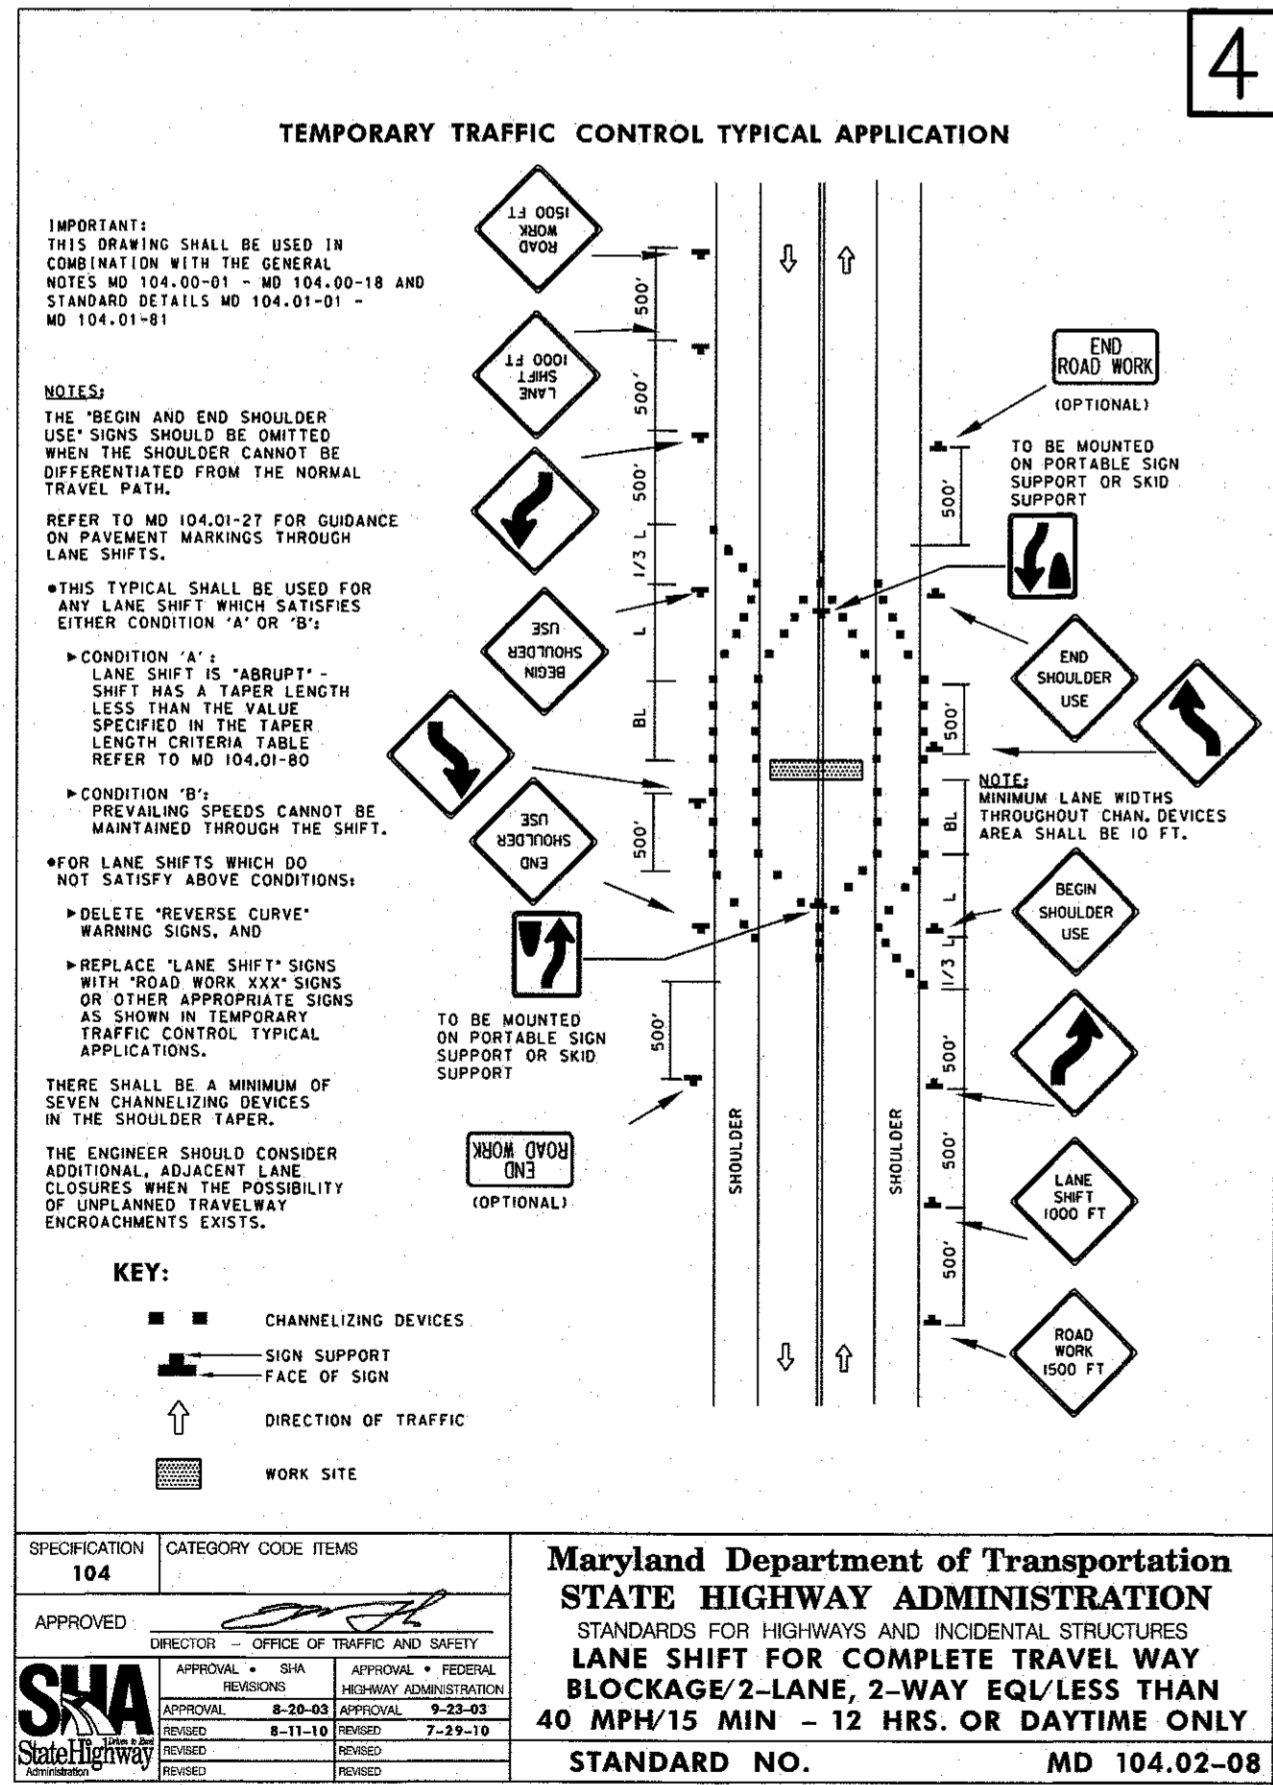 4
TEMPORARY TRAFFIC CONTROL TYPICAL APPLICATION
IMPORTANT:
THIS DRAWING SHALL BE USED IN
COMBINATION WITH THE GENERAL
NOTES MD 104.00-01 - MD 104.00-18 AND
STANDARD DETAILS MD 104.01-01 -
MD 104.01-81
NOTES:
THE "BEGIN AND END SHOULDER
USE" SIGNS SHOULD BE OMITTED
WHEN THE SHOULDER CANNOT BE
DIFFERENTIATED FROM THE NORMAL
TRAVEL PATH.
REFER TO MD 104.01-27 FOR GUIDANCE
ON PAVEMENT MARKINGS THROUGH
LANE SHIFTS.
•THIS TYPICAL SHALL BE USED FOR
ANY LANE SHIFT WHICH SATISFIES
EITHER CONDITION 'A' OR 'B':
►CONDITION 'A':
LANE SHIFT IS "ABRUPT" -
SHIFT HAS A TAPER LENGTH
LESS THAN THE VALUE
SPECIFIED IN THE TAPER
LENGTH CRITERIA TABLE
REFER TO MD 104.01-80
►CONDITION 'B':
PREVAILING SPEEDS CANNOT BE
MAINTAINED THROUGH THE SHIFT.
•FOR LANE SHIFTS WHICH DO
NOT SATISFY ABOVE CONDITIONS:
►DELETE "REVERSE CURVE"
WARNING SIGNS, AND
►REPLACE "LANE SHIFT" SIGNS
WITH "ROAD WORK XXX" SIGNS
OR OTHER APPROPRIATE SIGNS
AS SHOWN IN TEMPORARY
TRAFFIC CONTROL TYPICAL
APPLICATIONS.
THERE SHALL BE A MINIMUM OF
SEVEN CHANNELIZING DEVICES
IN THE SHOULDER TAPER.
THE ENGINEER SHOULD CONSIDER
ADDITIONAL, ADJACENT LANE
CLOSURES WHEN THE POSSIBILITY
OF UNPLANNED TRAVELWAY
ENCROACHMENTS EXISTS.
ROAD
WORK
1500 FT
LANE
SHIFT
1000 FT
BEGIN
SHOULDER
USE
END
SHOULDER
USE
TO BE MOUNTED
ON PORTABLE SIGN
SUPPORT OR SKID
SUPPORT
END
ROAD WORK
(OPTIONAL)
500'
500'
500'
1/3 L
L
BL
500'
500'
SHOULDER
SHOULDER
END
ROAD WORK
(OPTIONAL)
TO BE MOUNTED
ON PORTABLE SIGN
SUPPORT OR SKID
SUPPORT
500'
END
SHOULDER
USE
500'
NOTE:
MINIMUM LANE WIDTHS
THROUGHOUT CHAN. DEVICES
AREA SHALL BE 10 FT.
BL
L
1/3 L
BEGIN
SHOULDER
USE
500'
500'
LANE
SHIFT
1000 FT
500'
ROAD
WORK
1500 FT
KEY:
CHANNELIZING DEVICES
SIGN SUPPORT
FACE OF SIGN
DIRECTION OF TRAFFIC
WORK SITE
SPECIFICATION
104
CATEGORY CODE ITEMS
APPROVED
DIRECTOR - OFFICE OF TRAFFIC AND SAFETY
SHA
StateHighway
Administration
APPROVAL • SHA
REVISIONS
APPROVAL • FEDERAL
HIGHWAY ADMINISTRATION
APPROVAL 8-20-03 APPROVAL 9-23-03
REVISED 8-11-10 REVISED 7-29-10
REVISED REVISED
REVISED REVISED
Maryland Department of Transportation
STATE HIGHWAY ADMINISTRATION
STANDARDS FOR HIGHWAYS AND INCIDENTAL STRUCTURES
LANE SHIFT FOR COMPLETE TRAVEL WAY
BLOCKAGE/2-LANE, 2-WAY EQL/LESS THAN
40 MPH/15 MIN - 12 HRS. OR DAYTIME ONLY
STANDARD NO. MD 104.02-08